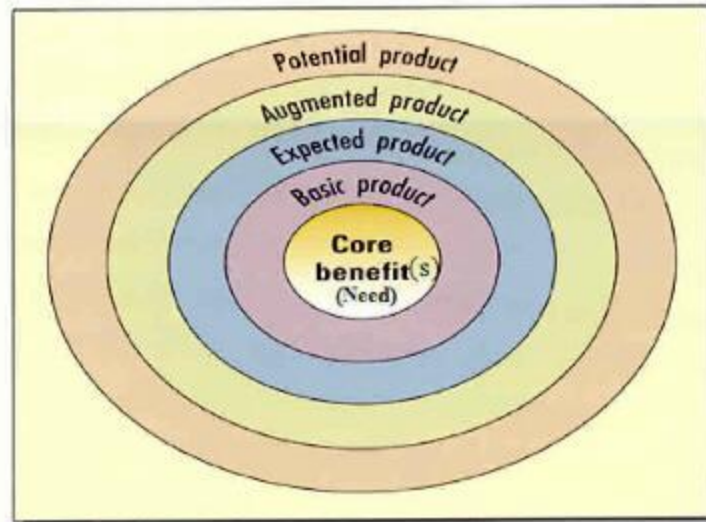 Potential product
Augmented product
Expected product
Basic product
Core
benefit(s)
(Need)